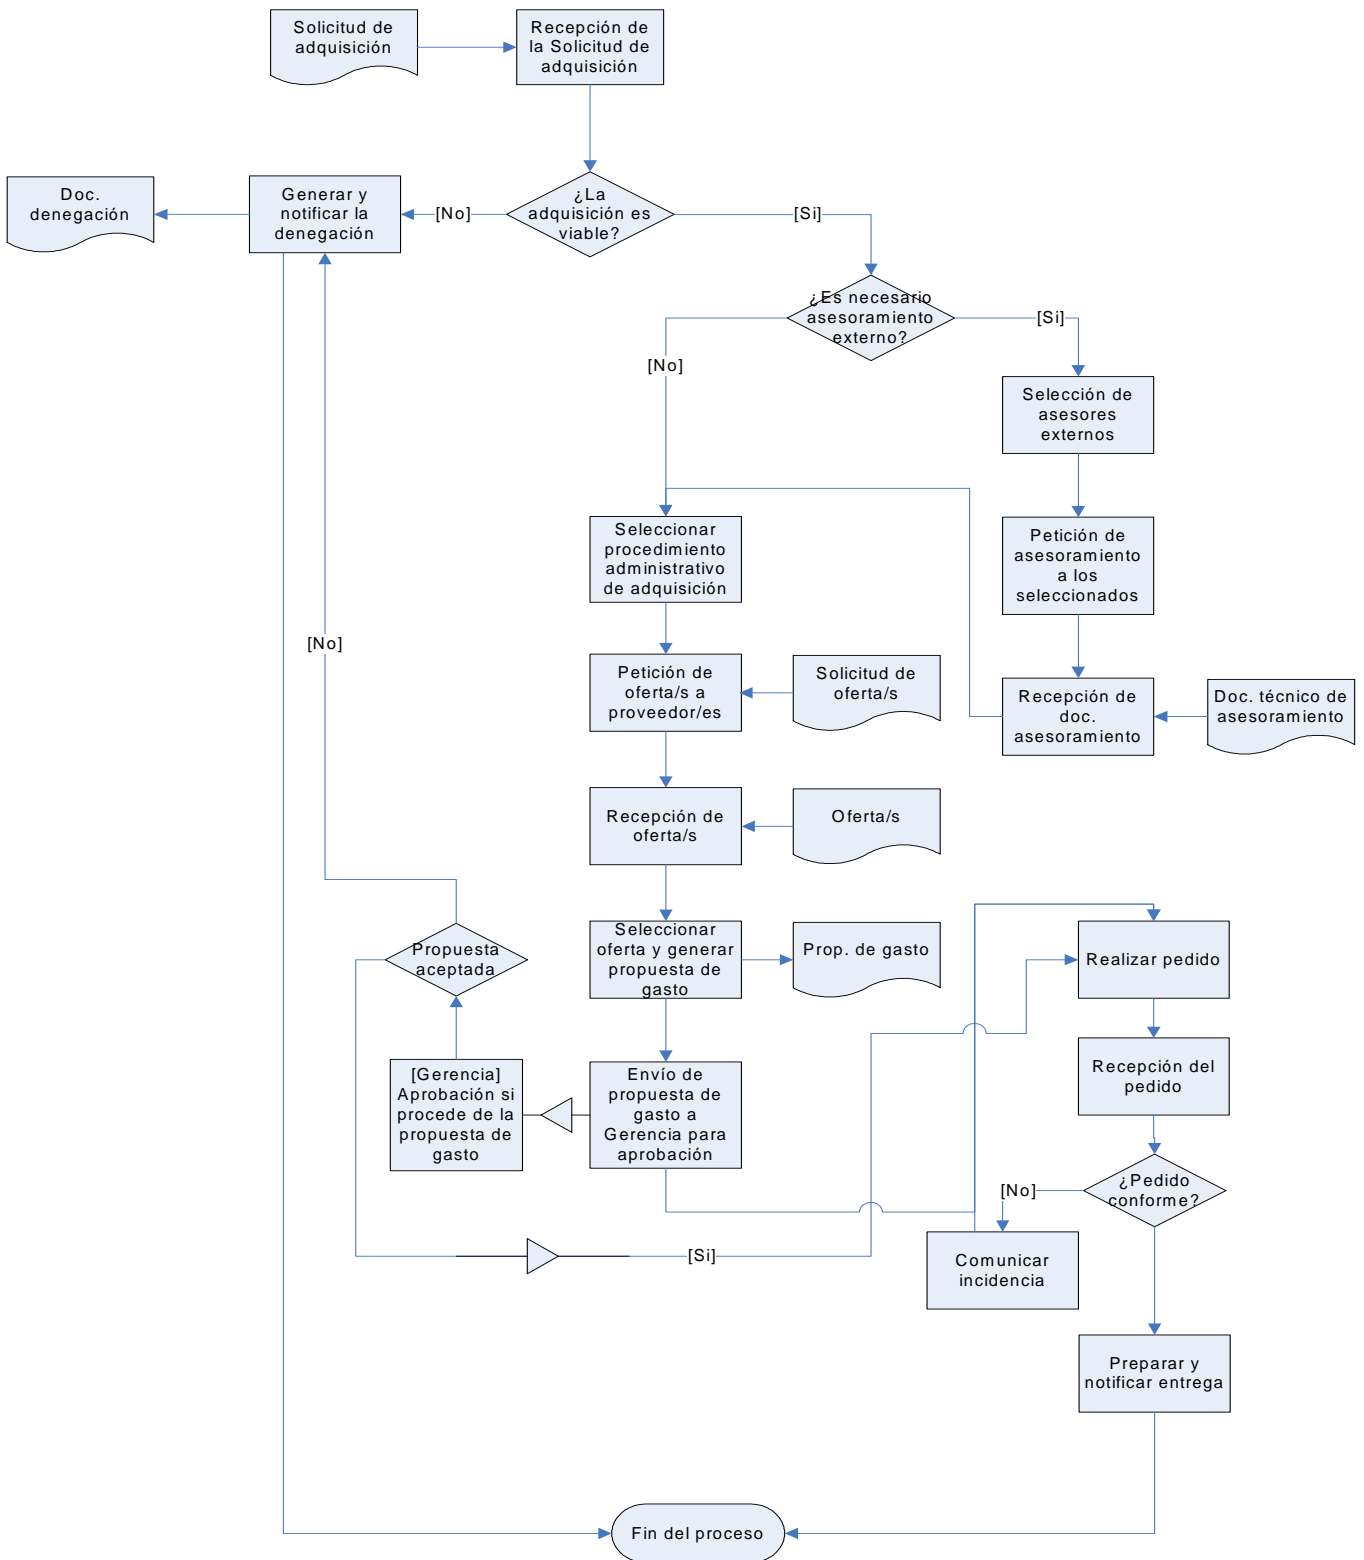 Solicitud de
adquisición
Recepción de
la Solicitud de
adquisición
Doc.
denegación
Generar y
notificar la
denegación
[No]
¿La
adquisición es
viable?
[Si]
¿Es necesario
asesoramiento
externo?
[Si]
[No]
Selección de
asesores
externos
Seleccionar
procedimiento
administrativo
de adquisición
Petición de
asesoramiento
a los
seleccionados
[No]
Petición de
oferta/s a
proveedor/es
Solicitud de
oferta/s
Recepción de
doc.
asesoramiento
Doc. técnico de
asesoramiento
Recepción de
oferta/s
Oferta/s
Propuesta
aceptada
Seleccionar
oferta y generar
propuesta de
gasto
Prop. de gasto
Realizar pedido
[Gerencia]
Aprobación si
procede de la
propuesta de
gasto
Envío de
propuesta de
gasto a
Gerencia para
aprobación
Recepción del
pedido
[No]
¿Pedido
conforme?
[Si]
Comunicar
incidencia
Preparar y
notificar entrega
Fin del proceso